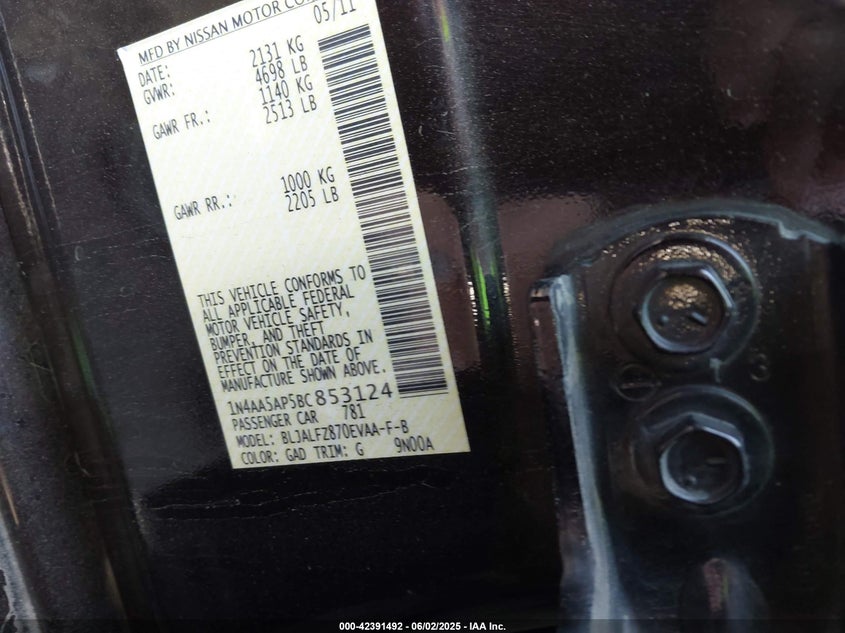 MFD BY NISSAN MOTOR CO
DATE: 05/11
GVWR: 2131 KG
4698 LB
GAWR FR.: 1140 KG
2513 LB
GAWR RR.: 1000 KG
2205 LB
THIS VEHICLE CONFORMS TO
ALL APPLICABLE FEDERAL
MOTOR VEHICLE SAFETY,
BUMPER, AND THEFT
PREVENTION STANDARDS IN
EFFECT ON THE DATE OF
MANUFACTURE SHOWN ABOVE.
1N4AA5AP5BC853124
PASSENGER CAR 781
MODEL: BLJALFZ870EVAA-F-B
COLOR: GAD TRIM: G 9N00A
3
000-42391492 - 06/02/2025 - IAA Inc.